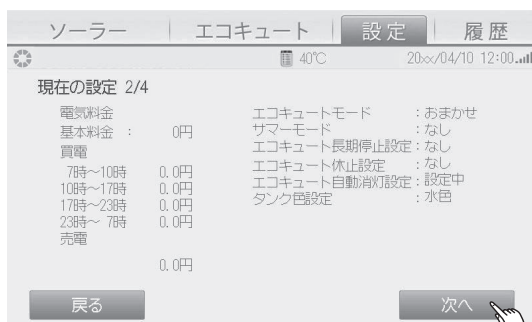 ソーラー エコキュート 設定 履歴
40℃ 20xx/04/10 12:00
現在の設定 2/4
電気料金
基本料金 : 0円
買電
7時～10時 0.0円
10時～17時 0.0円
17時～23時 0.0円
23時～ 7時 0.0円
売電
0.0円
エコキュートモード :おまかせ
サマーモード :なし
エコキュート長期停止設定:なし
エコキュート休止設定 :なし
エコキュート自動消灯設定:設定中
タンク色設定 :水色
戻る 次へ